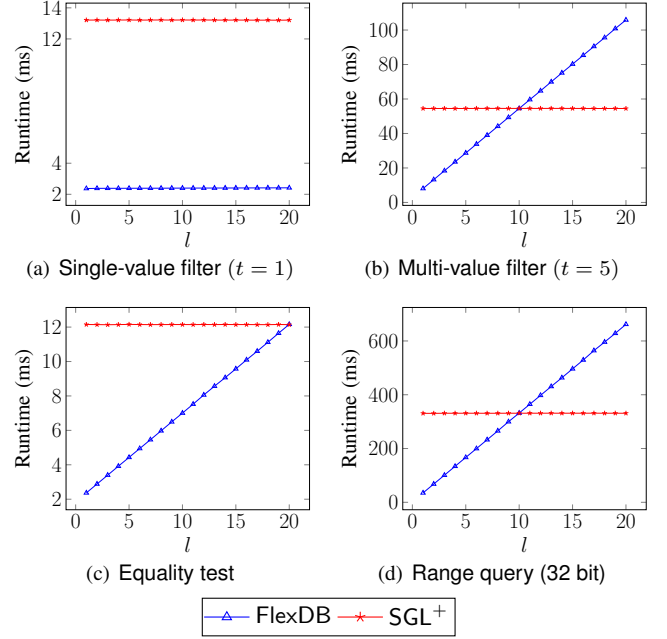 14
12
4
2
Runtime (ms)
0 5 10 15 20
l
(a) Single-value filter (t = 1)
100
80
60
40
20
0
Runtime (ms)
0 5 10 15 20
l
(b) Multi-value filter (t = 5)
12
10
8
6
4
2
Runtime (ms)
0 5 10 15 20
l
(c) Equality test
600
400
200
0
Runtime (ms)
0 5 10 15 20
l
(d) Range query (32 bit)
FlexDB SGL⁺